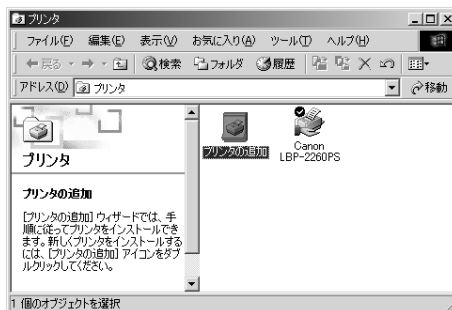 プリンタ
ファイル(F) 編集(E) 表示(V) お気に入り(A) ツール(T) ヘルプ(H)
戻る 検索 フォルダ 履歴
アドレス(D) プリンタ 移動
プリンタ
プリンタの追加
[プリンタの追加] ウィザードでは、手
順に従ってプリンタをインストールでき
ます。新しくプリンタをインストールする
には、[プリンタの追加] アイコンをダブ
ルクリックしてください。
プリンタの追加
Canon
LBP-2260PS
1 個のオブジェクトを選択